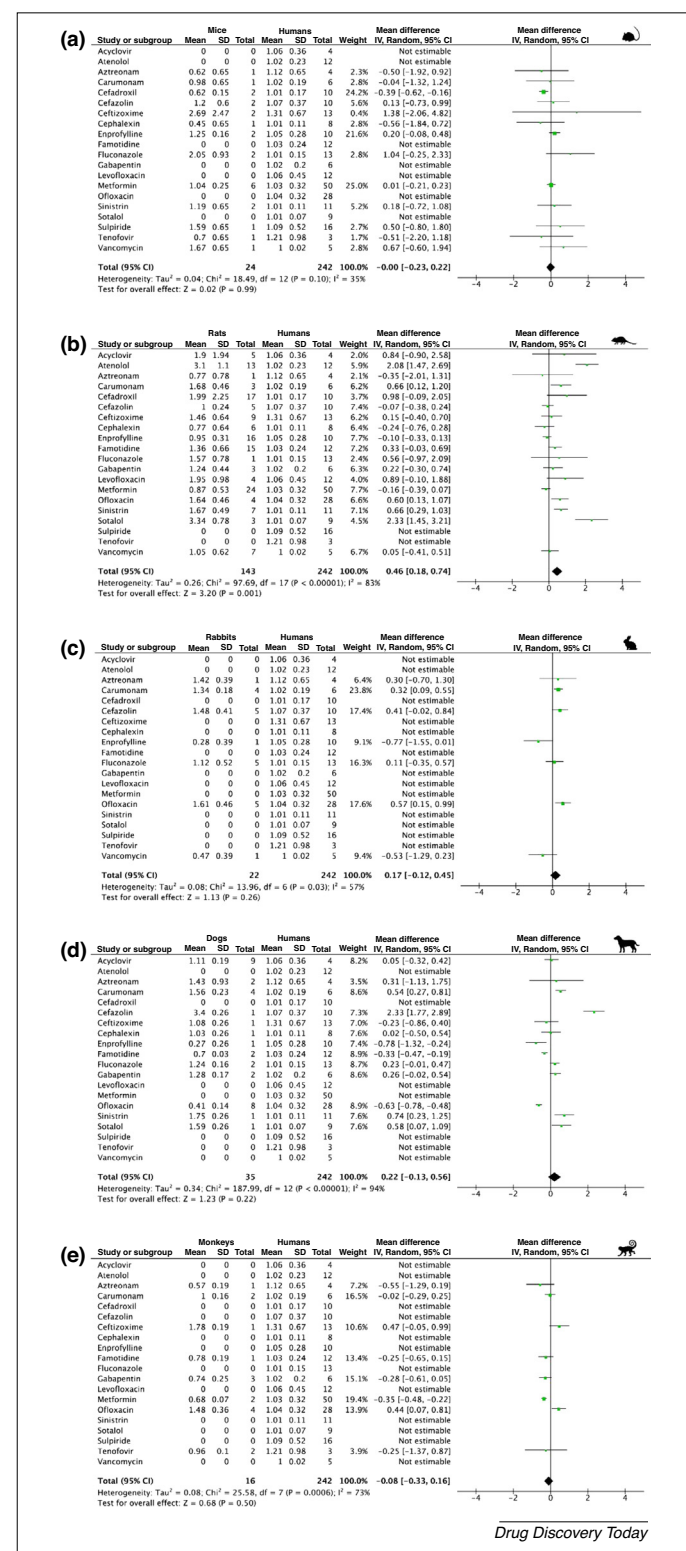 (a)
Mice Humans Mean difference Mean difference
Study or subgroup Mean SD Total Mean SD Total Weight IV, Random, 95% CI IV, Random, 95% CI
Acyclovir 0 0 0 1.06 0.36 4 Not estimable
Atenolol 0 0 0 1.02 0.23 12 Not estimable
Aztreonam 0.62 0.65 1 1.12 0.65 4 2.3% −0.50 [−1.92, 0.92]
Carumonam 0.98 0.65 1 1.02 0.19 6 2.8% −0.04 [−1.32, 1.24]
Cefadroxil 0.62 0.15 2 1.01 0.17 10 24.2% −0.39 [−0.62, −0.16]
Cefazolin 1.2 0.6 2 1.07 0.37 10 5.6% 0.13 [−0.73, 0.99]
Ceftizoxime 2.69 2.47 2 1.31 0.67 13 0.4% 1.38 [−2.06, 4.82]
Cephalexin 0.45 0.65 1 1.01 0.11 8 2.8% −0.56 [−1.84, 0.72]
Enprofylline 1.25 0.16 2 1.05 0.28 10 21.6% 0.20 [−0.08, 0.48]
Famotidine 0 0 0 1.03 0.24 12 Not estimable
Fluconazole 2.05 0.93 2 1.01 0.15 13 2.8% 1.04 [−0.25, 2.33]
Gabapentin 0 0 0 1.02 0.2 6 Not estimable
Levofloxacin 0 0 0 1.06 0.45 12 Not estimable
Metformin 1.04 0.25 6 1.03 0.32 50 25.0% 0.01 [−0.21, 0.23]
Ofloxacin 0 0 0 1.04 0.32 28 Not estimable
Sinistrin 1.19 0.65 2 1.01 0.11 11 5.2% 0.18 [−0.72, 1.08]
Sotalol 0 0 0 1.01 0.07 9 Not estimable
Sulpiride 1.59 0.65 1 1.09 0.52 16 2.7% 0.50 [−0.80, 1.80]
Tenofovir 0.7 0.65 1 1.21 0.98 3 1.7% −0.51 [−2.20, 1.18]
Vancomycin 1.67 0.65 1 1 0.02 5 2.8% 0.67 [−0.60, 1.94]
Total (95% CI) 24 242 100.0% −0.00 [−0.23, 0.22]
Heterogeneity: Tau² = 0.04; Chi² = 18.49, df = 12 (P = 0.10); I² = 35%
Test for overall effect: Z = 0.02 (P = 0.99)
−4 −2 0 2 4
(b)
Rats Humans Mean difference Mean difference
Study or subgroup Mean SD Total Mean SD Total Weight IV, Random, 95% CI IV, Random, 95% CI
Acyclovir 1.9 1.94 5 1.06 0.36 4 2.0% 0.84 [−0.90, 2.58]
Atenolol 3.1 1.1 13 1.02 0.23 12 5.9% 2.08 [1.47, 2.69]
Aztreonam 0.77 0.78 1 1.12 0.65 4 2.1% −0.35 [−2.01, 1.31]
Carumonam 1.68 0.46 3 1.02 0.19 6 6.2% 0.66 [0.12, 1.20]
Cefadroxil 1.99 2.25 17 1.01 0.17 10 3.7% 0.98 [−0.09, 2.05]
Cefazolin 1 0.24 5 1.07 0.37 10 7.4% −0.07 [−0.38, 0.24]
Ceftizoxime 1.46 0.64 9 1.31 0.67 13 6.1% 0.15 [−0.40, 0.70]
Cephalexin 0.77 0.64 6 1.01 0.11 8 6.3% −0.24 [−0.76, 0.28]
Enprofylline 0.95 0.31 16 1.05 0.28 10 7.7% −0.10 [−0.33, 0.13]
Famotidine 1.36 0.66 15 1.03 0.24 12 7.2% 0.33 [−0.03, 0.69]
Fluconazole 1.57 0.78 1 1.01 0.15 13 2.4% 0.56 [−0.97, 2.09]
Gabapentin 1.24 0.44 3 1.02 0.2 6 6.3% 0.22 [−0.30, 0.74]
Levofloxacin 1.95 0.98 4 1.06 0.45 12 4.0% 0.89 [−0.10, 1.88]
Metformin 0.87 0.53 24 1.03 0.32 50 7.7% −0.16 [−0.39, 0.07]
Ofloxacin 1.64 0.46 4 1.04 0.32 28 6.6% 0.60 [0.13, 1.07]
Sinistrin 1.67 0.49 7 1.01 0.11 11 7.2% 0.66 [0.29, 1.03]
Sotalol 3.34 0.78 3 1.01 0.07 9 4.5% 2.33 [1.45, 3.21]
Sulpiride 0 0 0 1.09 0.52 16 Not estimable
Tenofovir 0 0 0 1.21 0.98 3 Not estimable
Vancomycin 1.05 0.62 7 1 0.02 5 6.7% 0.05 [−0.41, 0.51]
Total (95% CI) 143 242 100.0% 0.46 [0.18, 0.74]
Heterogeneity: Tau² = 0.26; Chi² = 97.69, df = 17 (P < 0.00001); I² = 83%
Test for overall effect: Z = 3.20 (P = 0.001)
−4 −2 0 2 4
(c)
Rabbits Humans Mean difference Mean difference
Study or subgroup Mean SD Total Mean SD Total Weight IV, Random, 95% CI IV, Random, 95% CI
Acyclovir 0 0 0 1.06 0.36 4 Not estimable
Atenolol 0 0 0 1.02 0.23 12 Not estimable
Aztreonam 1.42 0.39 1 1.12 0.65 4 6.4% 0.30 [−0.70, 1.30]
Carumonam 1.34 0.18 4 1.02 0.19 6 23.8% 0.32 [0.09, 0.55]
Cefadroxil 0 0 0 1.01 0.17 10 Not estimable
Cefazolin 1.48 0.41 5 1.07 0.37 10 17.4% 0.41 [−0.02, 0.84]
Ceftizoxime 0 0 0 1.31 0.67 13 Not estimable
Cephalexin 0 0 0 1.01 0.11 8 Not estimable
Enprofylline 0.28 0.39 1 1.05 0.28 10 9.1% −0.77 [−1.55, 0.01]
Famotidine 0 0 0 1.03 0.24 12 Not estimable
Fluconazole 1.12 0.52 5 1.01 0.15 13 16.3% 0.11 [−0.35, 0.57]
Gabapentin 0 0 0 1.02 0.2 6 Not estimable
Levofloxacin 0 0 0 1.06 0.45 12 Not estimable
Metformin 0 0 0 1.03 0.32 50 Not estimable
Ofloxacin 1.61 0.46 5 1.04 0.32 28 17.6% 0.57 [0.15, 0.99]
Sinistrin 0 0 0 1.01 0.11 11 Not estimable
Sotalol 0 0 0 1.01 0.07 9 Not estimable
Sulpiride 0 0 0 1.09 0.52 16 Not estimable
Tenofovir 0 0 0 1.21 0.98 3 Not estimable
Vancomycin 0.47 0.39 1 1 0.02 5 9.4% −0.53 [−1.29, 0.23]
Total (95% CI) 22 242 100.0% 0.17 [−0.12, 0.45]
Heterogeneity: Tau² = 0.08; Chi² = 13.96, df = 6 (P = 0.03); I² = 57%
Test for overall effect: Z = 1.13 (P = 0.26)
−4 −2 0 2 4
(d)
Dogs Humans Mean difference Mean difference
Study or subgroup Mean SD Total Mean SD Total Weight IV, Random, 95% CI IV, Random, 95% CI
Acyclovir 1.11 0.19 9 1.06 0.36 4 8.2% 0.05 [−0.32, 0.42]
Atenolol 0 0 0 1.02 0.23 12 Not estimable
Aztreonam 1.43 0.93 2 1.12 0.65 4 3.5% 0.31 [−1.13, 1.75]
Carumonam 1.56 0.23 4 1.02 0.19 6 8.6% 0.54 [0.27, 0.81]
Cefadroxil 0 0 0 1.01 0.17 10 Not estimable
Cefazolin 3.4 0.26 1 1.07 0.37 10 7.3% 2.33 [1.77, 2.89]
Ceftizoxime 1.08 0.26 1 1.31 0.67 13 7.0% −0.23 [−0.86, 0.40]
Cephalexin 1.03 0.26 1 1.01 0.11 8 7.6% 0.02 [−0.50, 0.54]
Enprofylline 0.27 0.26 1 1.05 0.28 10 7.4% −0.78 [−1.32, −0.24]
Famotidine 0.7 0.03 2 1.03 0.24 12 8.9% −0.33 [−0.47, −0.19]
Fluconazole 1.24 0.16 2 1.01 0.15 13 8.7% 0.23 [−0.01, 0.47]
Gabapentin 1.28 0.17 2 1.02 0.2 6 8.6% 0.26 [−0.02, 0.54]
Levofloxacin 0 0 0 1.06 0.45 12 Not estimable
Metformin 0 0 0 1.03 0.32 50 Not estimable
Ofloxacin 0.41 0.14 8 1.04 0.32 28 8.9% −0.63 [−0.78, −0.48]
Sinistrin 1.75 0.26 1 1.01 0.11 11 7.6% 0.74 [0.23, 1.25]
Sotalol 1.59 0.26 1 1.01 0.07 9 7.6% 0.58 [0.07, 1.09]
Sulpiride 0 0 0 1.09 0.52 16 Not estimable
Tenofovir 0 0 0 1.21 0.98 3 Not estimable
Vancomycin 0 0 0 1 0.02 5 Not estimable
Total (95% CI) 35 242 100.0% 0.22 [−0.13, 0.56]
Heterogeneity: Tau² = 0.34; Chi² = 187.99, df = 12 (P < 0.00001); I² = 94%
Test for overall effect: Z = 1.23 (P = 0.22)
−4 −2 0 2 4
(e)
Monkeys Humans Mean difference Mean difference
Study or subgroup Mean SD Total Mean SD Total Weight IV, Random, 95% CI IV, Random, 95% CI
Acyclovir 0 0 0 1.06 0.36 4 Not estimable
Atenolol 0 0 0 1.02 0.23 12 Not estimable
Aztreonam 0.57 0.19 1 1.12 0.65 4 7.2% −0.55 [−1.29, 0.19]
Carumonam 1 0.16 2 1.02 0.19 6 16.5% −0.02 [−0.29, 0.25]
Cefadroxil 0 0 0 1.01 0.17 10 Not estimable
Cefazolin 0 0 0 1.07 0.37 10 Not estimable
Ceftizoxime 1.78 0.19 1 1.31 0.67 13 10.6% 0.47 [−0.05, 0.99]
Cephalexin 0 0 0 1.01 0.11 8 Not estimable
Enprofylline 0 0 0 1.05 0.28 10 Not estimable
Famotidine 0.78 0.19 1 1.03 0.24 12 13.4% −0.25 [−0.65, 0.15]
Fluconazole 0 0 0 1.01 0.15 13 Not estimable
Gabapentin 0.74 0.25 3 1.02 0.2 6 15.1% −0.28 [−0.61, 0.05]
Levofloxacin 0 0 0 1.06 0.45 12 Not estimable
Metformin 0.68 0.07 2 1.03 0.32 50 19.4% −0.35 [−0.48, −0.22]
Ofloxacin 1.48 0.36 4 1.04 0.32 28 13.9% 0.44 [0.07, 0.81]
Sinistrin 0 0 0 1.01 0.11 11 Not estimable
Sotalol 0 0 0 1.01 0.07 9 Not estimable
Sulpiride 0 0 0 1.09 0.52 16 Not estimable
Tenofovir 0.96 0.1 2 1.21 0.98 3 3.9% −0.25 [−1.37, 0.87]
Vancomycin 0 0 0 1 0.02 5 Not estimable
Total (95% CI) 16 242 100.0% −0.08 [−0.33, 0.16]
Heterogeneity: Tau² = 0.08; Chi² = 25.58, df = 7 (P = 0.0006); I² = 73%
Test for overall effect: Z = 0.68 (P = 0.50)
−4 −2 0 2 4
Drug Discovery Today